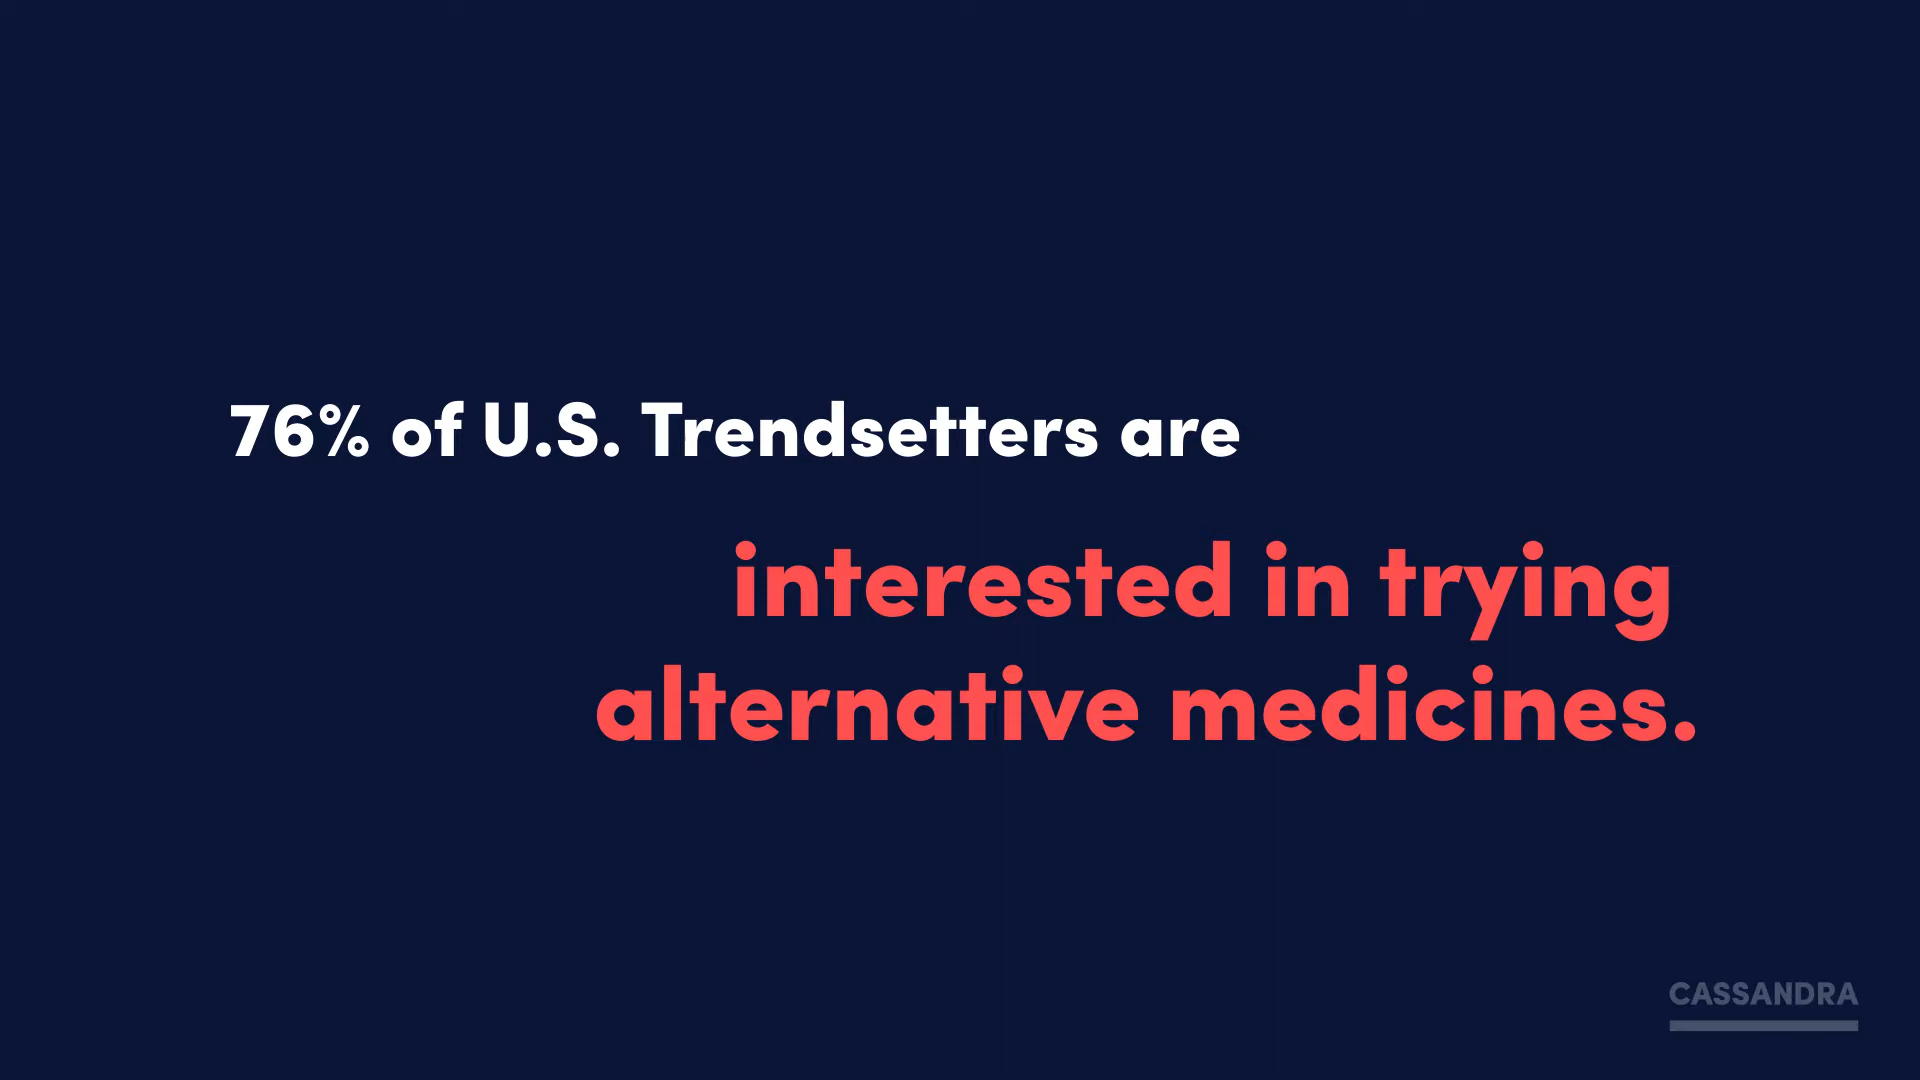 76% of U.S. Trendsetters are
interested in trying
alternative medicines.
CASSANDRA